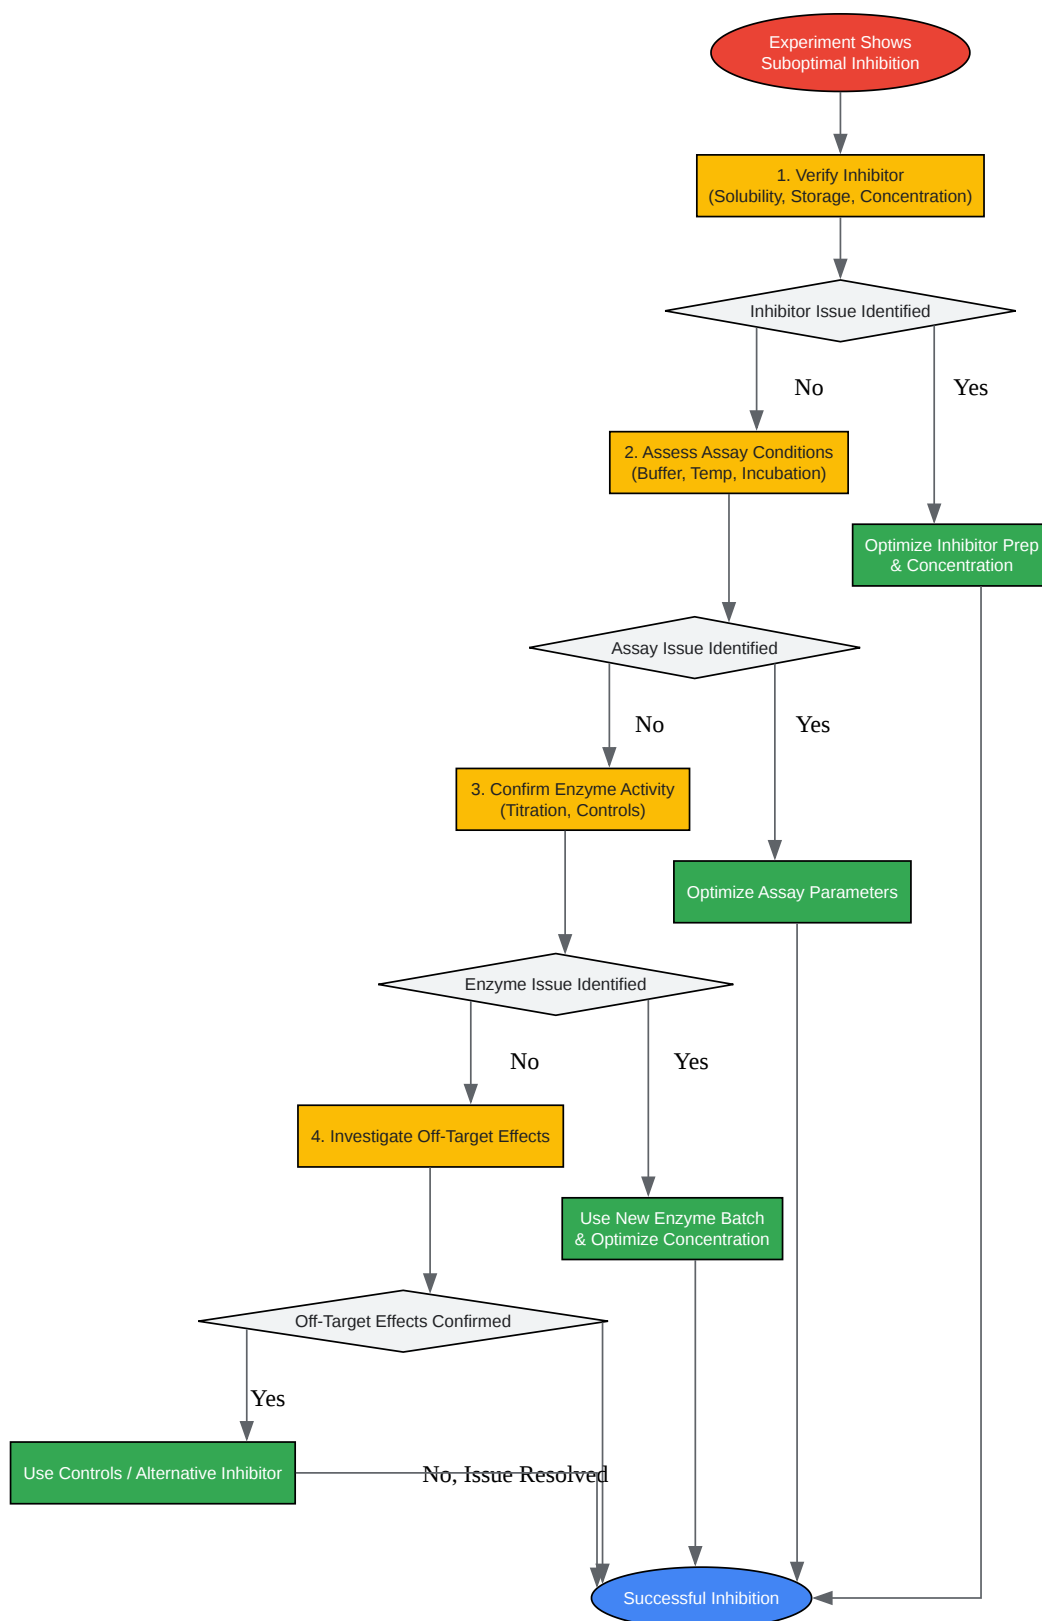 Experiment Shows
Suboptimal Inhibition
1. Verify Inhibitor
(Solubility, Storage, Concentration)
Inhibitor Issue Identified
No
Yes
2. Assess Assay Conditions
(Buffer, Temp, Incubation)
Optimize Inhibitor Prep
& Concentration
Assay Issue Identified
No
Yes
3. Confirm Enzyme Activity
(Titration, Controls)
Optimize Assay Parameters
Enzyme Issue Identified
No
Yes
4. Investigate Off-Target Effects
Use New Enzyme Batch
& Optimize Concentration
Off-Target Effects Confirmed
Yes
Use Controls / Alternative Inhibitor
No, Issue Resolved
Successful Inhibition